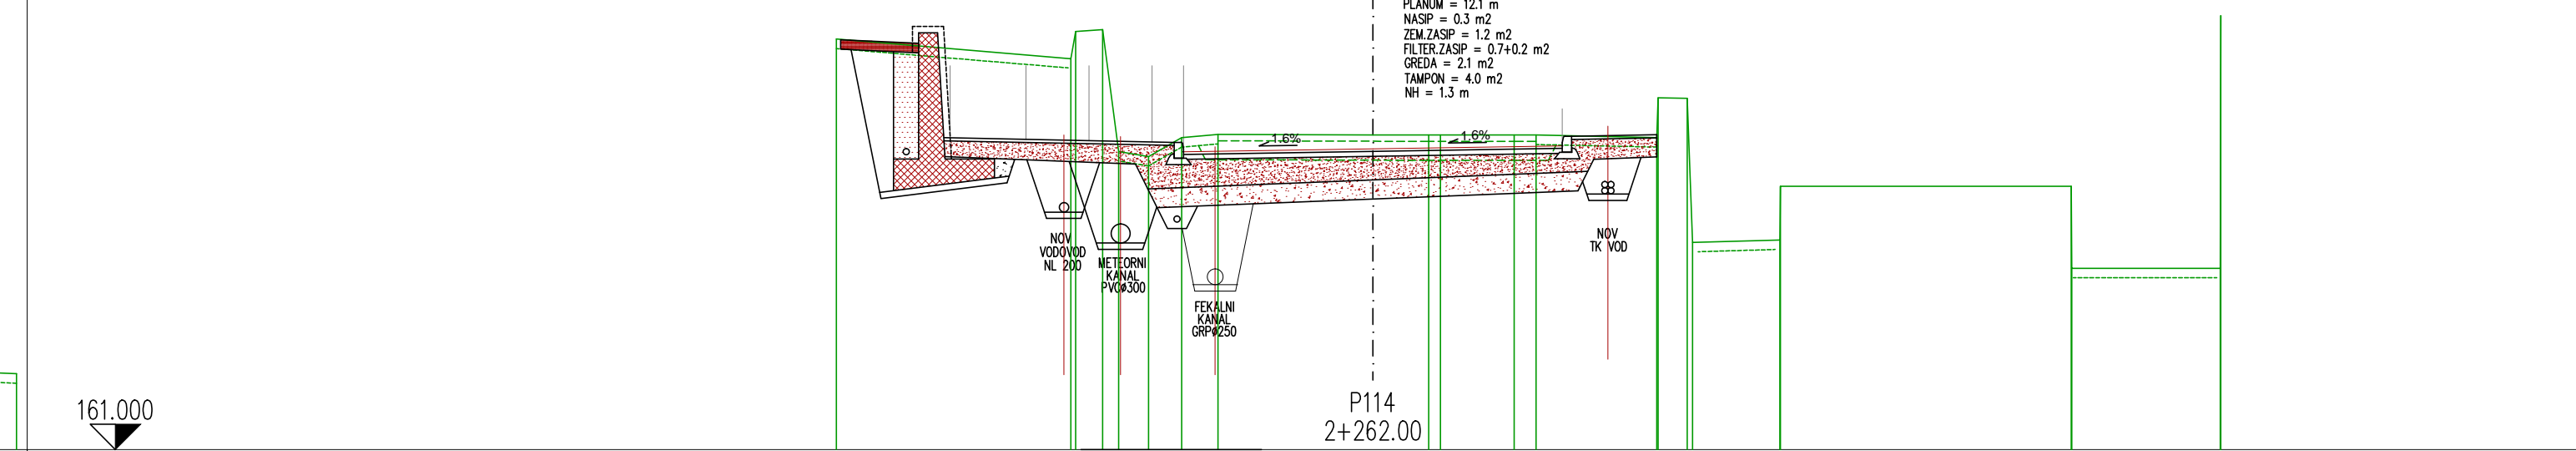 PLANUM = 12.1 m
NASIP = 0.3 m2
ZEM.ZASIP = 1.2 m2
FILTER.ZASIP = 0.7+0.2 m2
GREDA = 2.1 m2
TAMPON = 4.0 m2
NH = 1.3 m
1.6%
1.6%
NOV
VODOVOD
NL 200
METEORNI
KANAL
PVCø300
FEKALNI
KANAL
GRPø250
NOV
TK VOD
161.000
P114
2+262.00